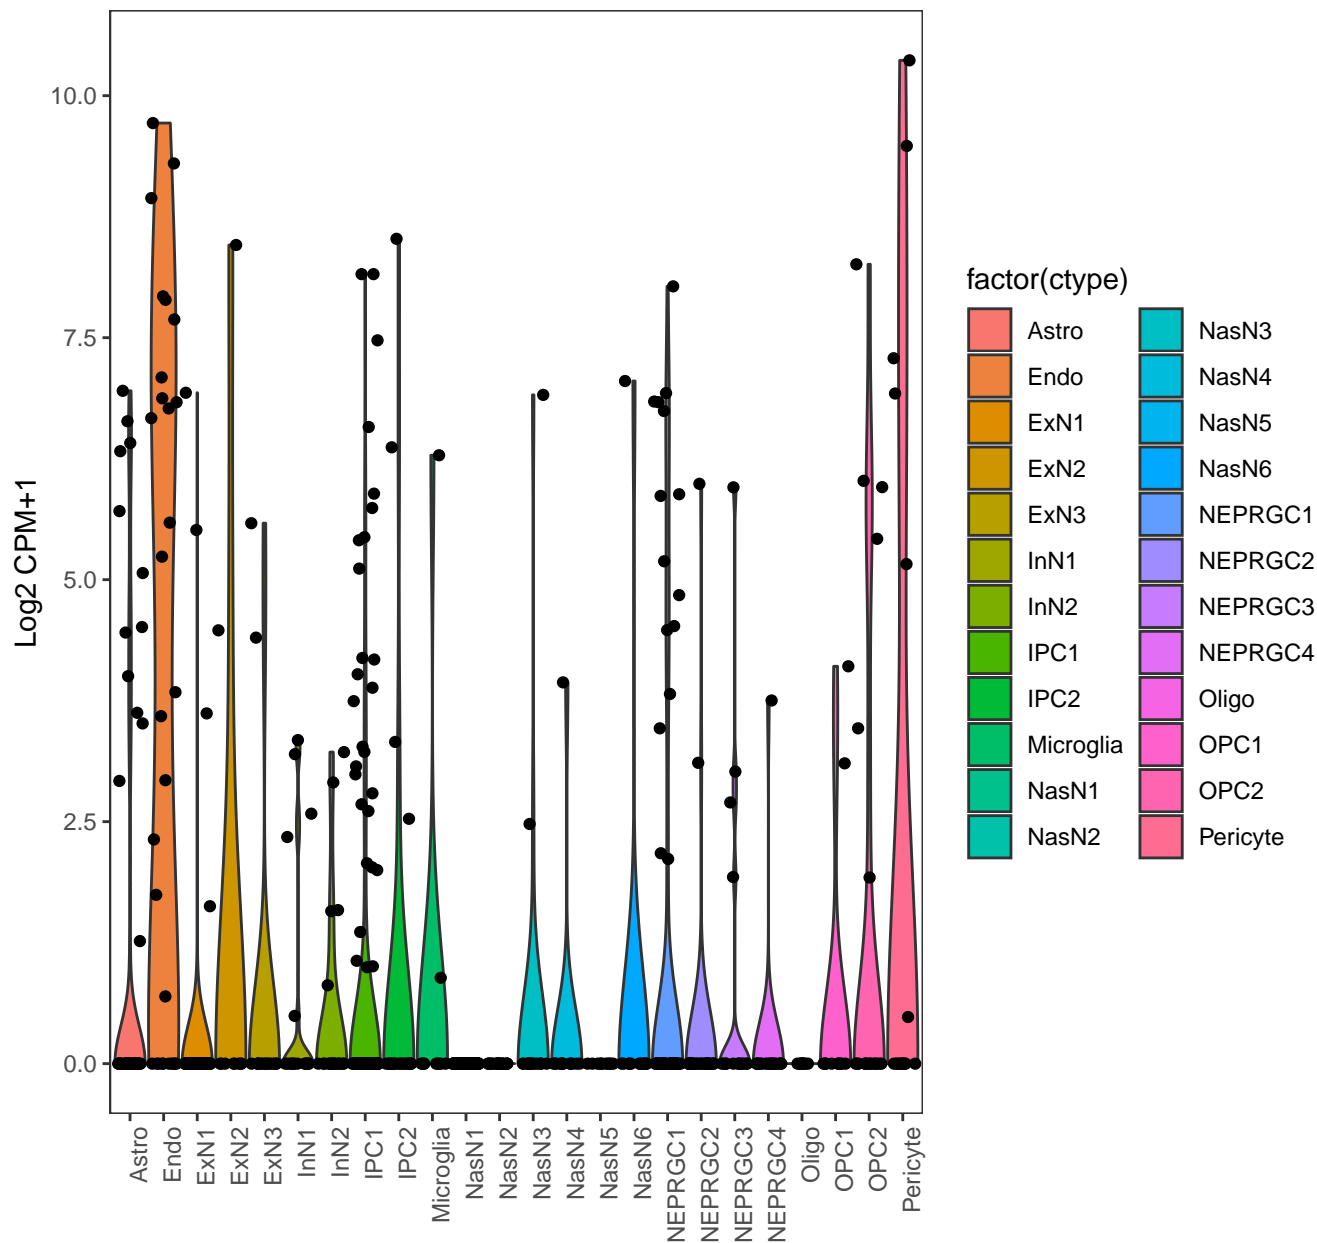 10.0
7.5
5.0
2.5
0.0
Log2 CPM+1
Astro
Endo
ExN1
ExN2
ExN3
InN1
InN2
IPC1
IPC2
Microglia
NasN1
NasN2
NasN3
NasN4
NasN5
NasN6
NEPRGC1
NEPRGC2
NEPRGC3
NEPRGC4
Oligo
OPC1
OPC2
Pericyte
factor(ctype)
Astro
Endo
ExN1
ExN2
ExN3
InN1
InN2
IPC1
IPC2
Microglia
NasN1
NasN2
NasN3
NasN4
NasN5
NasN6
NEPRGC1
NEPRGC2
NEPRGC3
NEPRGC4
Oligo
OPC1
OPC2
Pericyte